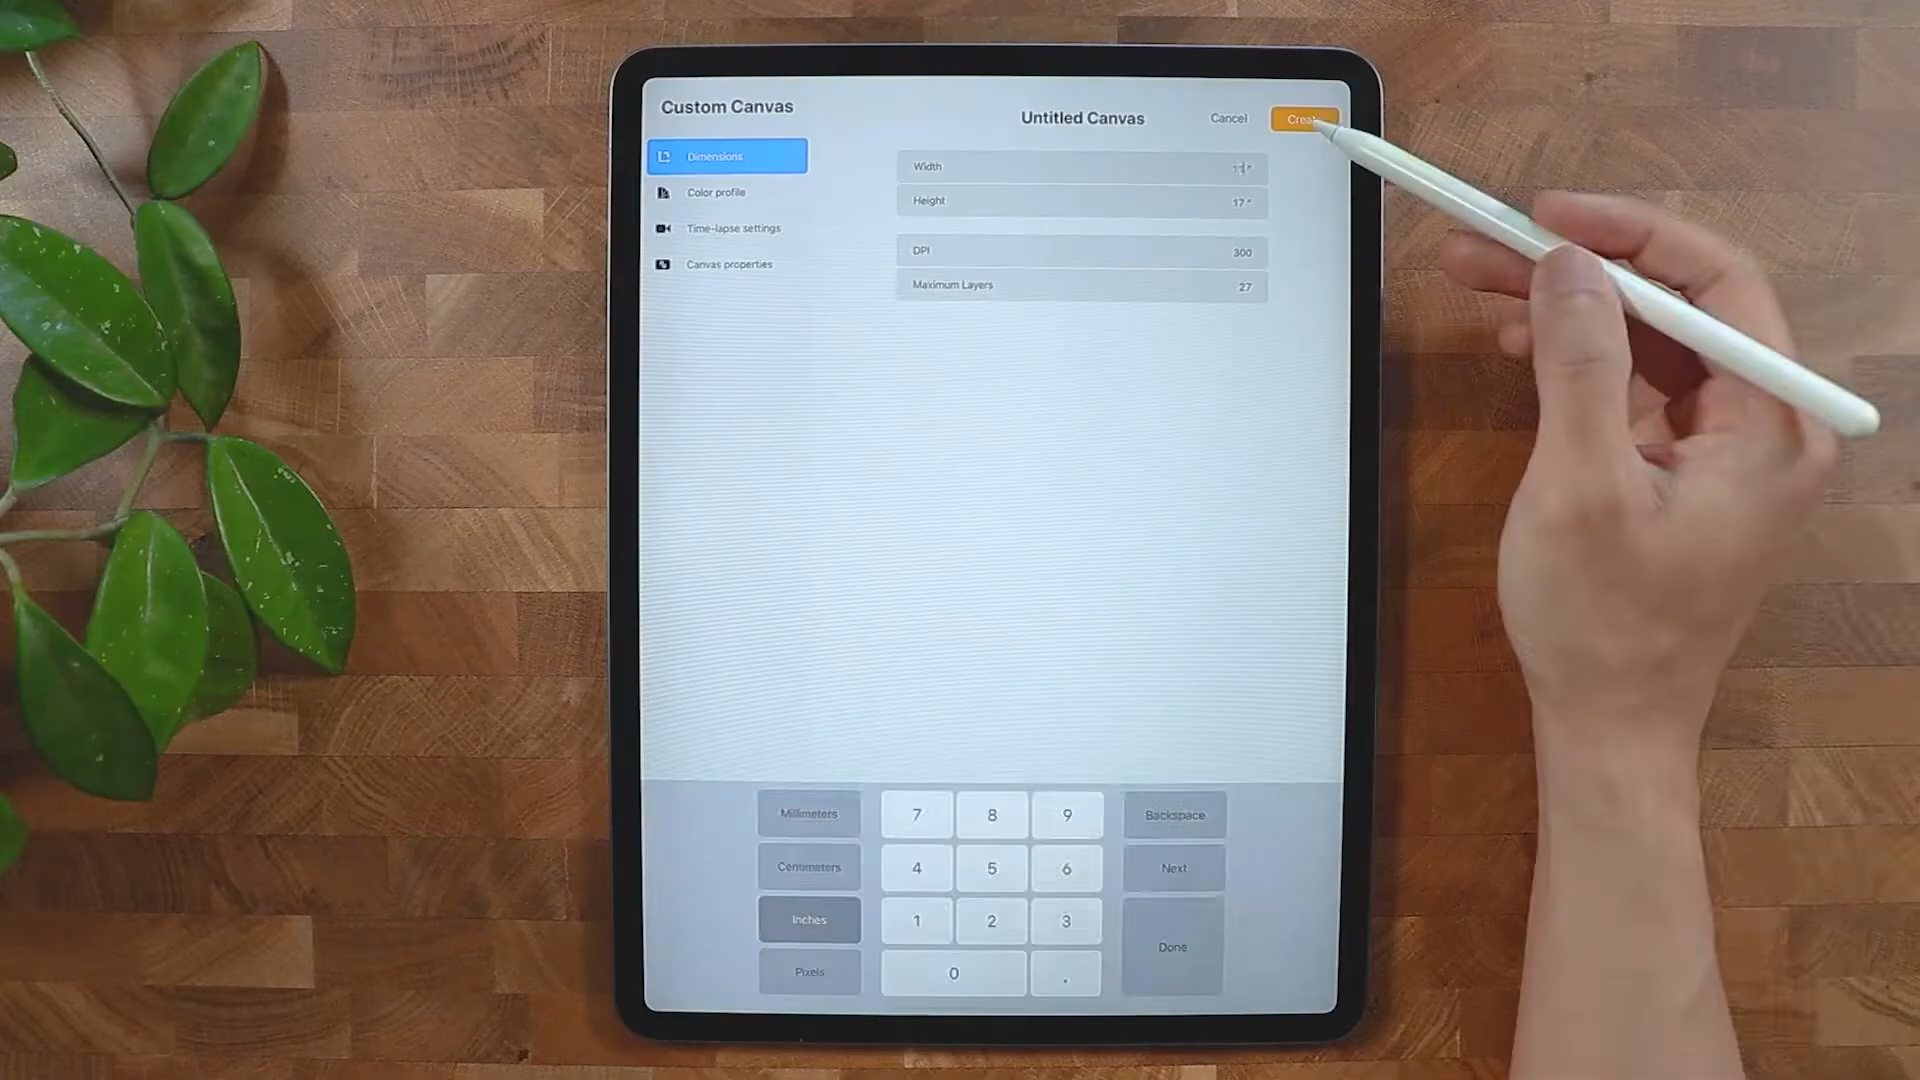 Custom Canvas
Untitled Canvas
Cancel
Create
Dimensions
Color profile
Time-lapse settings
Canvas properties
Width 11 "
Height 17 "
DPI 300
Maximum Layers 27
Millimeters 7 8 9 Backspace
Centimeters 4 5 6 Next
Inches 1 2 3 Done
Pixels 0 .